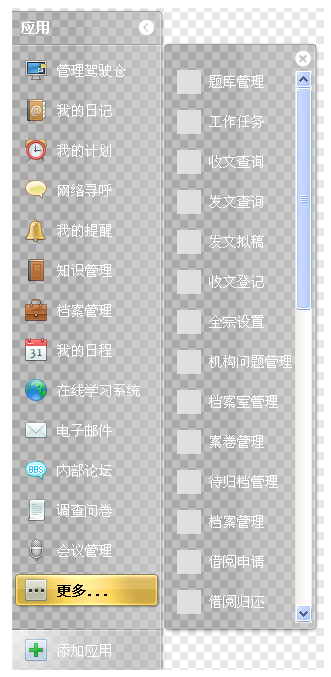 应用
管理驾驶仓
我的日记
我的计划
网络寻呼
我的提醒
知识管理
档案管理
31
我的日程
在线学习系统
电子邮件
BBS
内部论坛
调查问卷
会议管理
更多...
添加应用
题库管理
工作任务
收文查询
发文查询
发文拟稿
收文登记
全宗设置
机构问题管理
档案室管理
案卷管理
待归档管理
档案管理
借阅申请
借阅归还